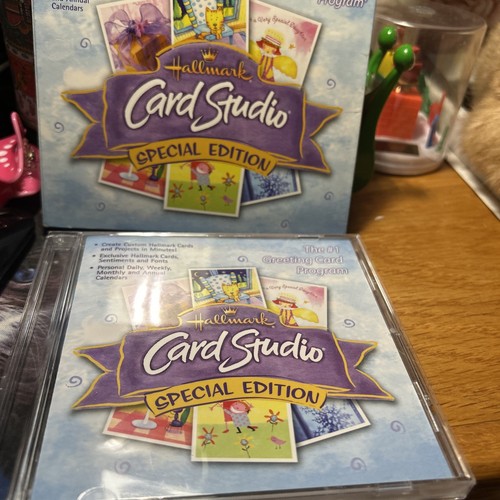 Calendars
Program
Hallmark
Card Studio
SPECIAL EDITION
• Create Custom Hallmark Cards
and Projects in Minutes!
• Exclusive Hallmark Cards,
Sentiments and Fonts
• Personal Daily, Weekly,
Monthly and Annual
Calendars
The #1
Greeting Card
Program
Hallmark
Card Studio
SPECIAL EDITION